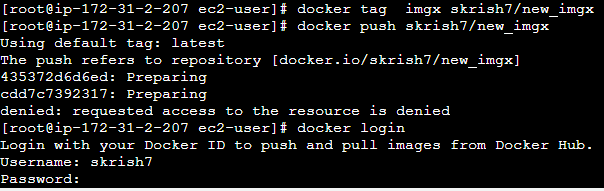 [root@ip-172-31-2-207 ec2-user]# docker tag  imgx skrish7/new_imgx
[root@ip-172-31-2-207 ec2-user]# docker push skrish7/new_imgx
Using default tag: latest
The push refers to repository [docker.io/skrish7/new_imgx]
435372d6d6ed: Preparing
cdd7c7392317: Preparing
denied: requested access to the resource is denied
[root@ip-172-31-2-207 ec2-user]# docker login
Login with your Docker ID to push and pull images from Docker Hub.
Username: skrish7
Password: